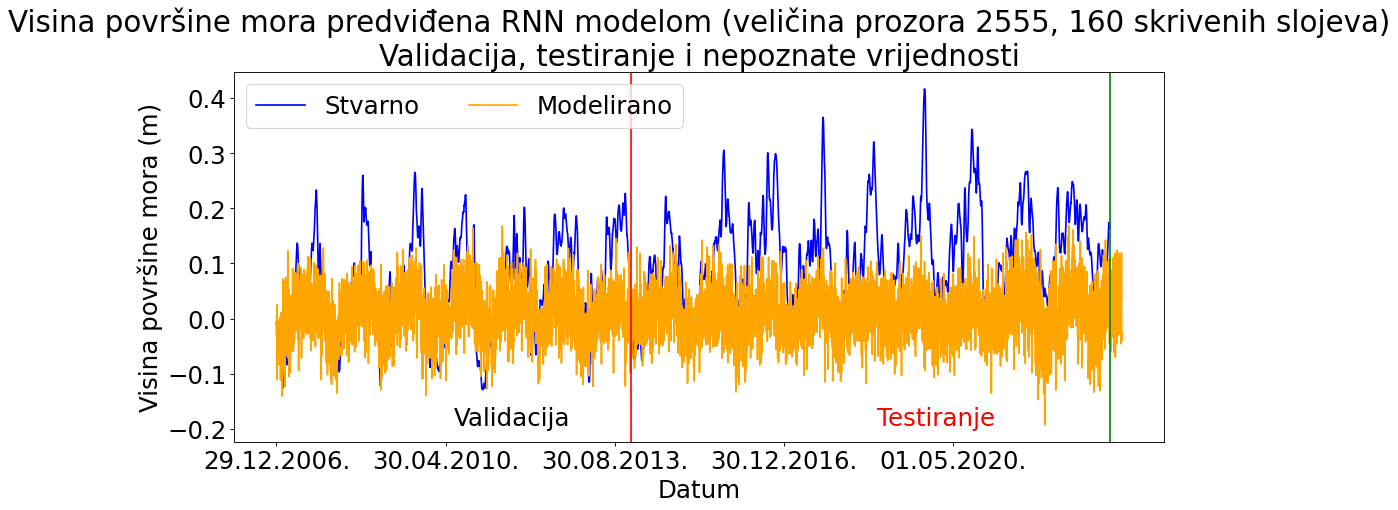 Visina površine mora predviđena RNN modelom (veličina prozora 2555, 160 skrivenih slojeva)
Validacija, testiranje i nepoznate vrijednosti
Stvarno
Modelirano
Visina površine mora (m)
0.4
0.3
0.2
0.1
0.0
−0.1
−0.2
Validacija
Testiranje
29.12.2006.
30.04.2010.
30.08.2013.
30.12.2016.
01.05.2020.
Datum